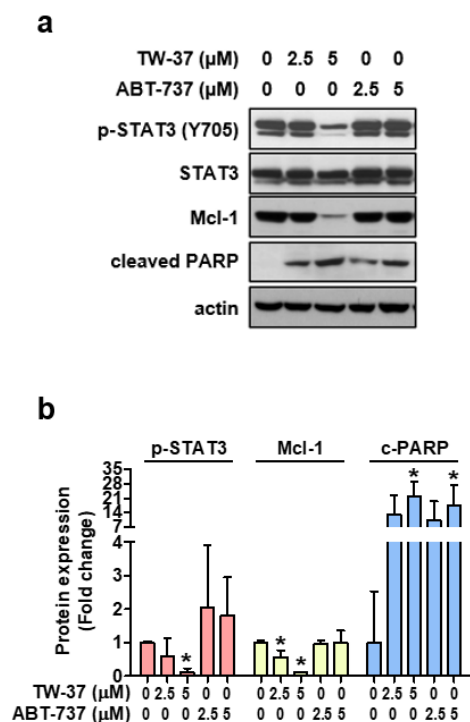 a
TW-37 (μM) 0 2.5 5 0 0
ABT-737 (μM) 0 0 0 2.5 5
p-STAT3 (Y705)
STAT3
Mcl-1
cleaved PARP
actin
b
p-STAT3 Mcl-1 c-PARP
Protein expression
(Fold change)
35
28
21
14
7
4
3
2
1
0
* * * * *
TW-37 (μM) 0 2.5 5 0 0 0 2.5 5 0 0 0 2.5 5 0 0
ABT-737 (μM) 0 0 0 2.5 5 0 0 0 2.5 5 0 0 0 2.5 5